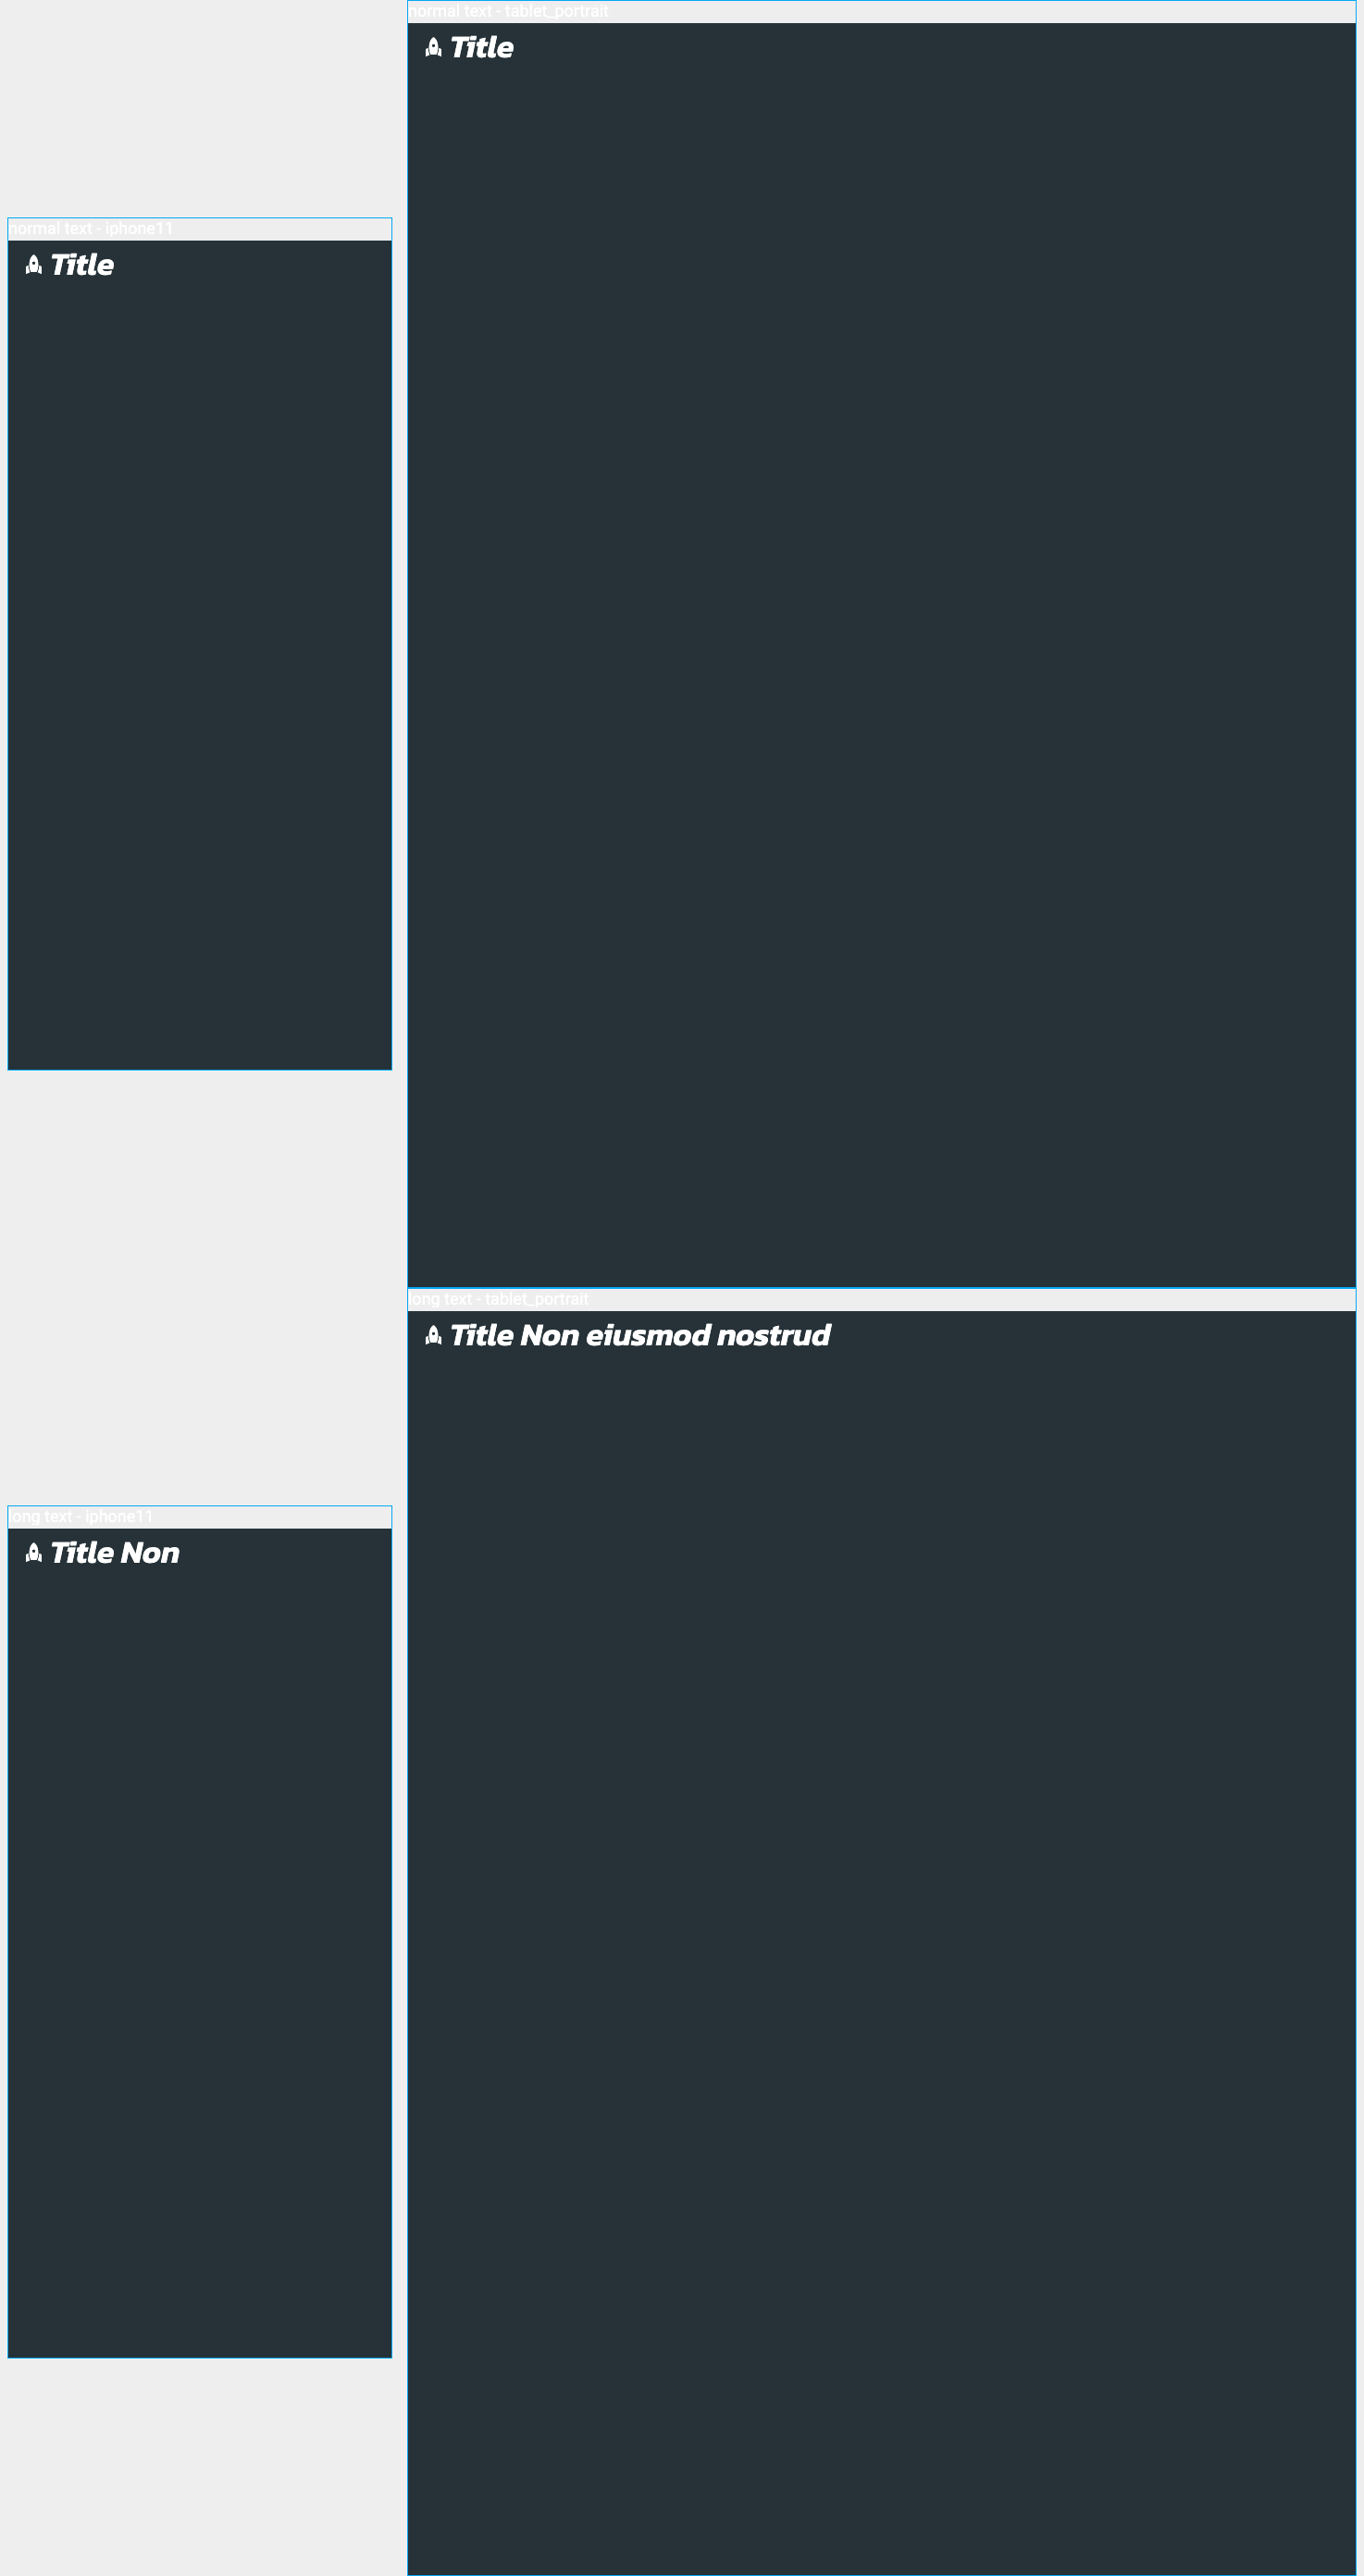 normal text - tablet_portrait
Title
normal text - iphone11
Title
long text - tablet_portrait
Title Non eiusmod nostrud
long text - iphone11
Title Non